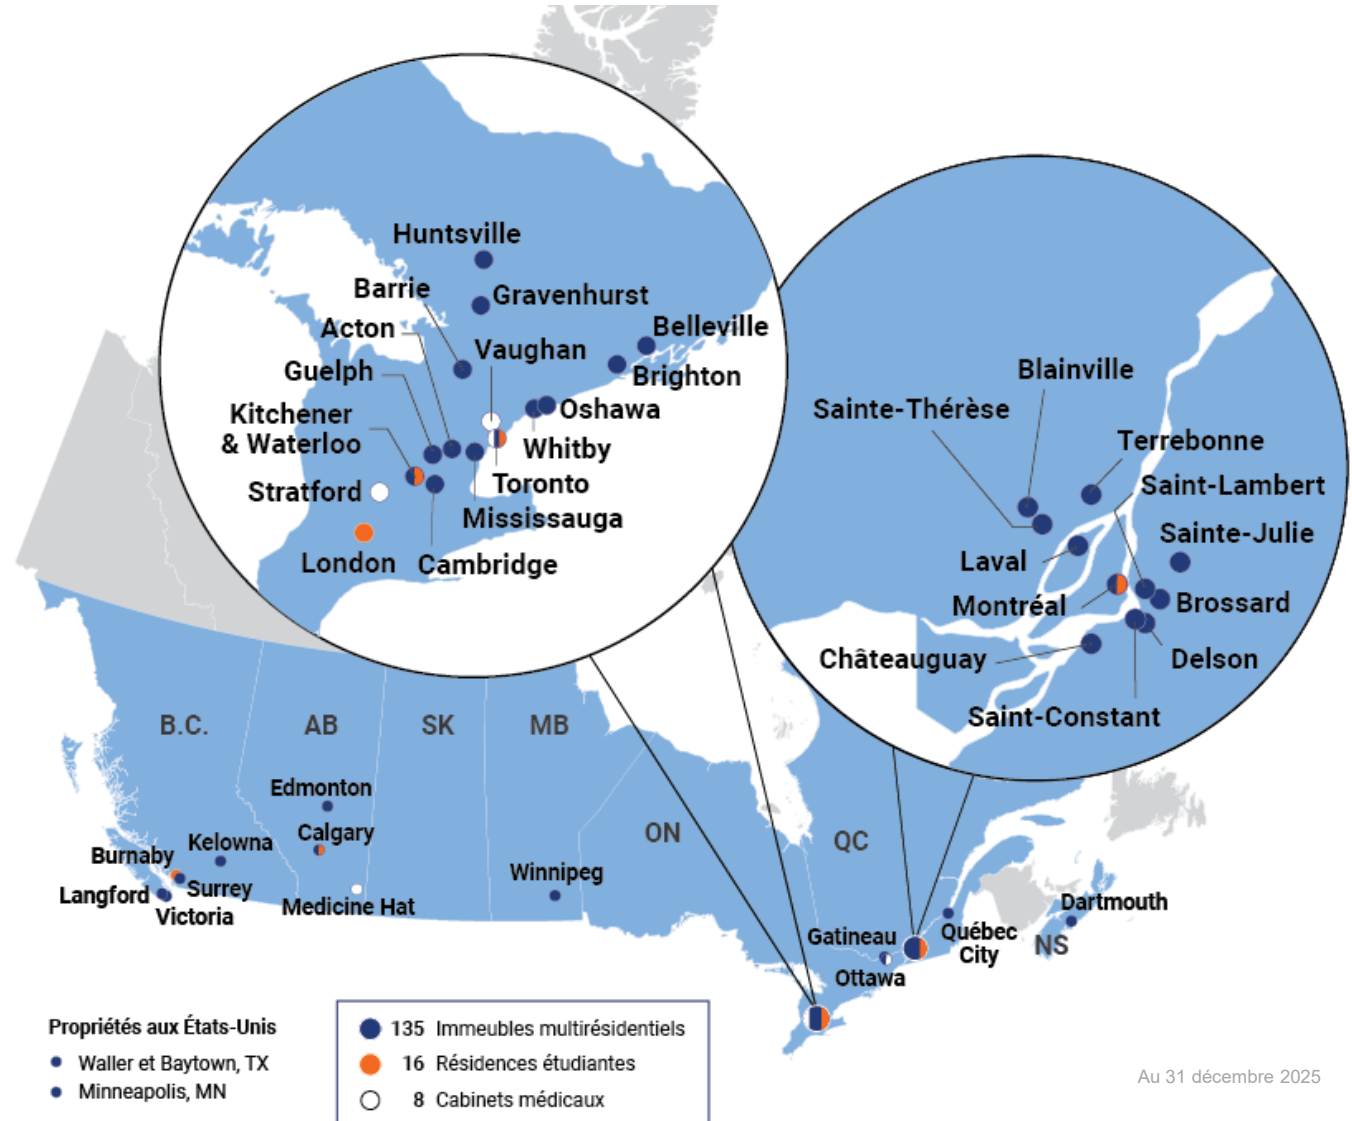 Huntsville
Barrie
Gravenhurst
Acton
Belleville
Vaughan
Guelph
Brighton
Kitchener
& Waterloo
Oshawa
Whitby
Stratford
Toronto
Mississauga
London
Cambridge
Blainville
Sainte-Thérèse
Terrebonne
Saint-Lambert
Sainte-Julie
Laval
Montréal
Brossard
Châteauguay
Delson
Saint-Constant
B.C.
AB
SK
MB
ON
QC
NS
Edmonton
Calgary
Kelowna
Burnaby
Surrey
Langford
Victoria
Medicine Hat
Winnipeg
Gatineau
Ottawa
Québec
City
Dartmouth
Propriétés aux États-Unis
Waller et Baytown, TX
Minneapolis, MN
135 Immeubles multirésidentiels
16 Résidences étudiantes
8 Cabinets médicaux
Au 31 décembre 2025